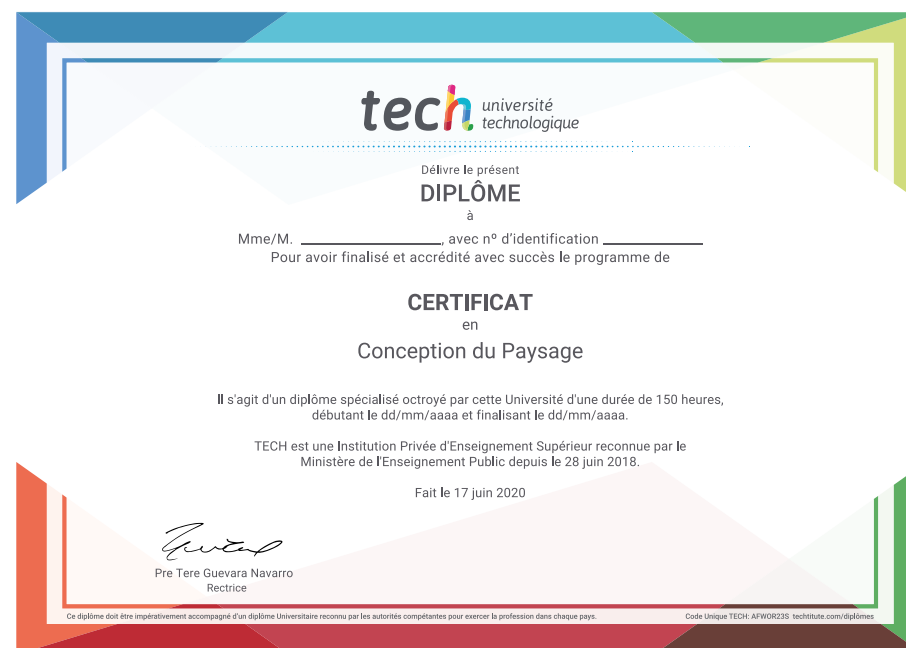 tech université
technologique
Délivre le présent
DIPLÔME
à
Mme/M. ____________________, avec nº d'identification ______________
Pour avoir finalisé et accrédité avec succès le programme de
CERTIFICAT
en
Conception du Paysage
Il s'agit d'un diplôme spécialisé octroyé par cette Université d'une durée de 150 heures,
débutant le dd/mm/aaaa et finalisant le dd/mm/aaaa.
TECH est une Institution Privée d'Enseignement Supérieur reconnue par le
Ministère de l'Enseignement Public depuis le 28 juin 2018.
Fait le 17 juin 2020
Pre Tere Guevara Navarro
Rectrice
Ce diplôme doit être impérativement accompagné d'un diplôme Universitaire reconnu par les autorités compétantes pour exercer la profession dans chaque pays.
Code Unique TECH: AFWOR23S techtitute.com/diplômes